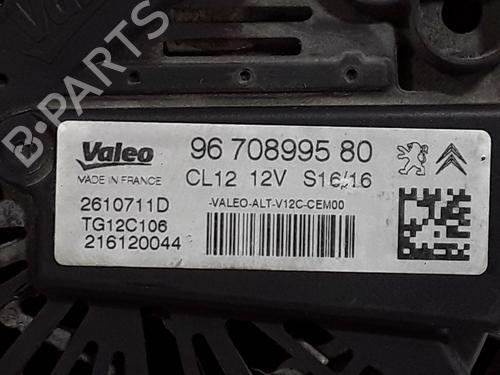 Valeo
B-PARTS
Valeo 96 708995 80
MADE IN FRANCE CL12 12V S16/16
2610711D -VALEO-ALT-V12C-CEM00
TG12C106
216120044